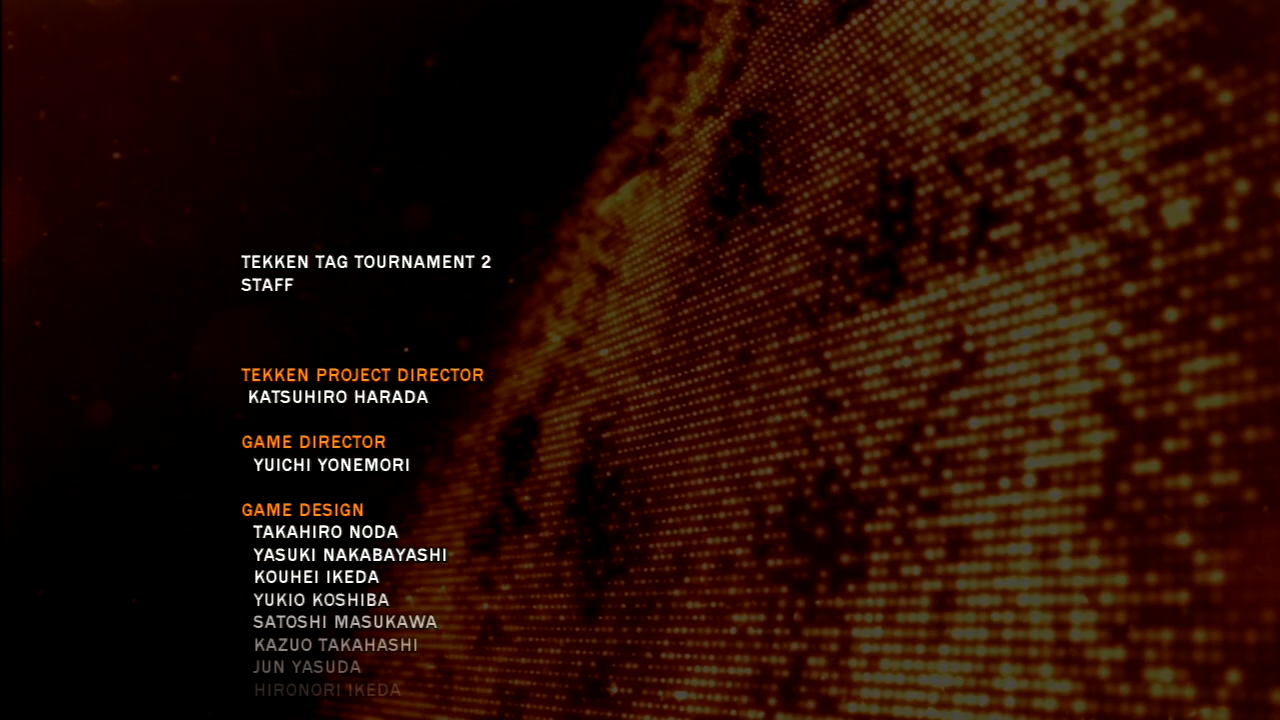 TEKKEN TAG TOURNAMENT 2
STAFF
TEKKEN PROJECT DIRECTOR
KATSUHIRO HARADA
GAME DIRECTOR
YUICHI YONEMORI
GAME DESIGN
TAKAHIRO NODA
YASUKI NAKABAYASHI
KOUHEI IKEDA
YUKIO KOSHIBA
SATOSHI MASUKAWA
KAZUO TAKAHASHI
JUN YASUDA
HIRONORI IKEDA